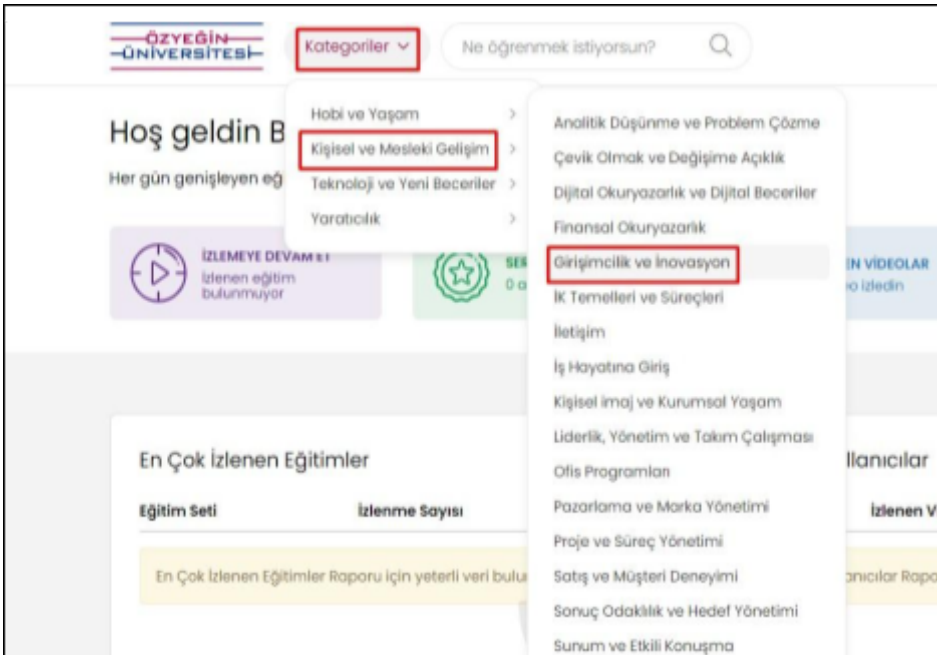 ÖZYEĞİN
ÜNİVERSİTESİ
Kategoriler
Ne öğrenmek istiyorsun?
Hoş geldin B
Her gün genişleyen eğ
Hobi ve Yaşam
Kişisel ve Mesleki Gelişim
Teknoloji ve Yeni Beceriler
Yaratıcılık
Analitik Düşünme ve Problem Çözme
Çevik Olmak ve Değişime Açıklık
Dijital Okuryazarlık ve Dijital Beceriler
Finansal Okuryazarlık
Girişimcilik ve İnovasyon
İK Temelleri ve Süreçleri
İletişim
İş Hayatına Giriş
Kişisel imaj ve Kurumsal Yaşam
Liderlik, Yönetim ve Takım Çalışması
Ofis Programları
Pazarlama ve Marka Yönetimi
Proje ve Süreç Yönetimi
Satış ve Müşteri Deneyimi
Sonuç Odaklılık ve Hedef Yönetimi
Sunum ve Etkili Konuşma
İZLEMEYE DEVAM ET
İzlenen eğitim
bulunmuyor
SER
0 a
EN VİDEOLAR
o izledin
En Çok İzlenen Eğitimler
Eğitim Seti İzlenme Sayısı
En Çok İzlenen Eğitimler Raporu için yeterli veri bulu
llanıcılar
İzlenen V
anıcılar Rapo